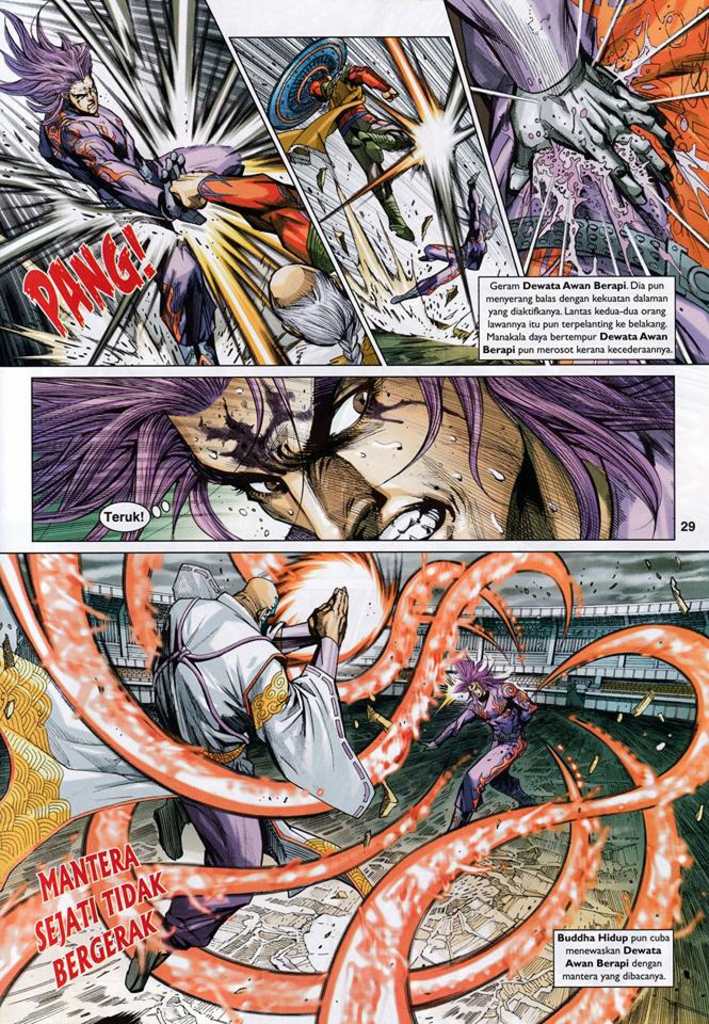 PANG!
Geram Dewata Awan Berapi. Dia pun
menyerang balas dengan kekuatan dalaman
yang diaktifkanya. Lantas kedua-dua orang
lawannya itu pun terpelanting ke belakang.
Manakala daya bertempur Dewata Awan
Berapi pun merosot kerana kecederaannya.
Teruk!
29
MANTERA
SEJATI TIDAK
BERGERAK
Buddha Hidup pun cuba
menewaskan Dewata
Awan Berapi dengan
mantera yang dibacanya.